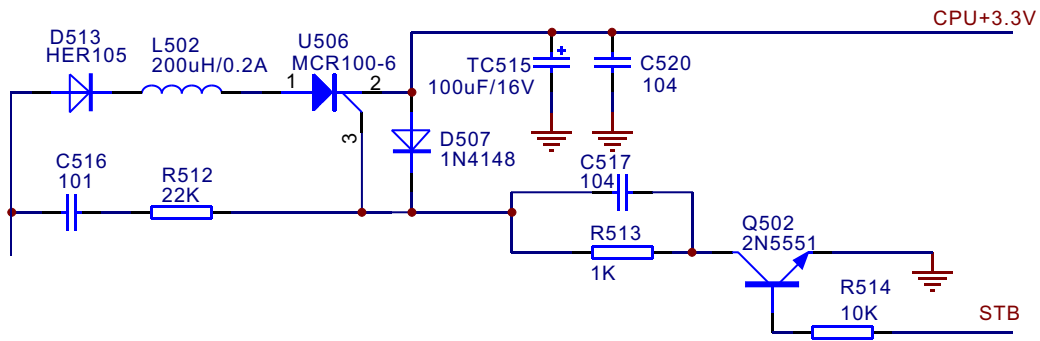 CPU+3.3V
D513
HER105
L502
200uH/0.2A
U506
MCR100-6
1
2
3
TC515
100uF/16V
+
C520
104
D507
1N4148
C516
101
R512
22K
C517
104
R513
1K
Q502
2N5551
R514
10K
STB